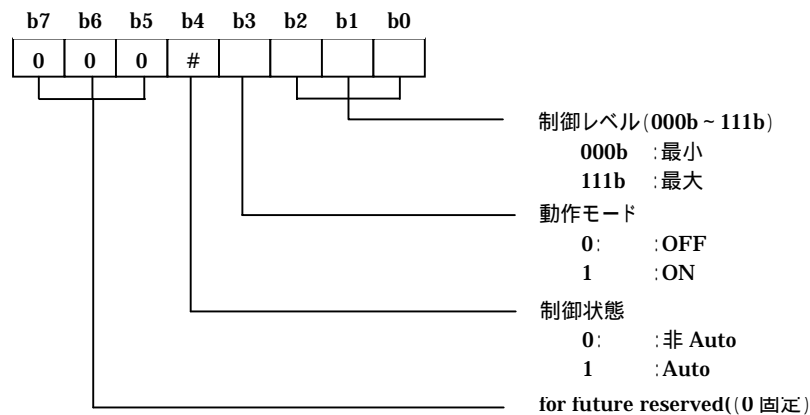 b7 b6 b5 b4 b3 b2 b1 b0
0 0 0 #
制御レベル(000b ~ 111b)
000b :最小
111b :最大
動作モード
0: :OFF
1 :ON
制御状態
0: :非 Auto
1 :Auto
for future reserved((0 固定)